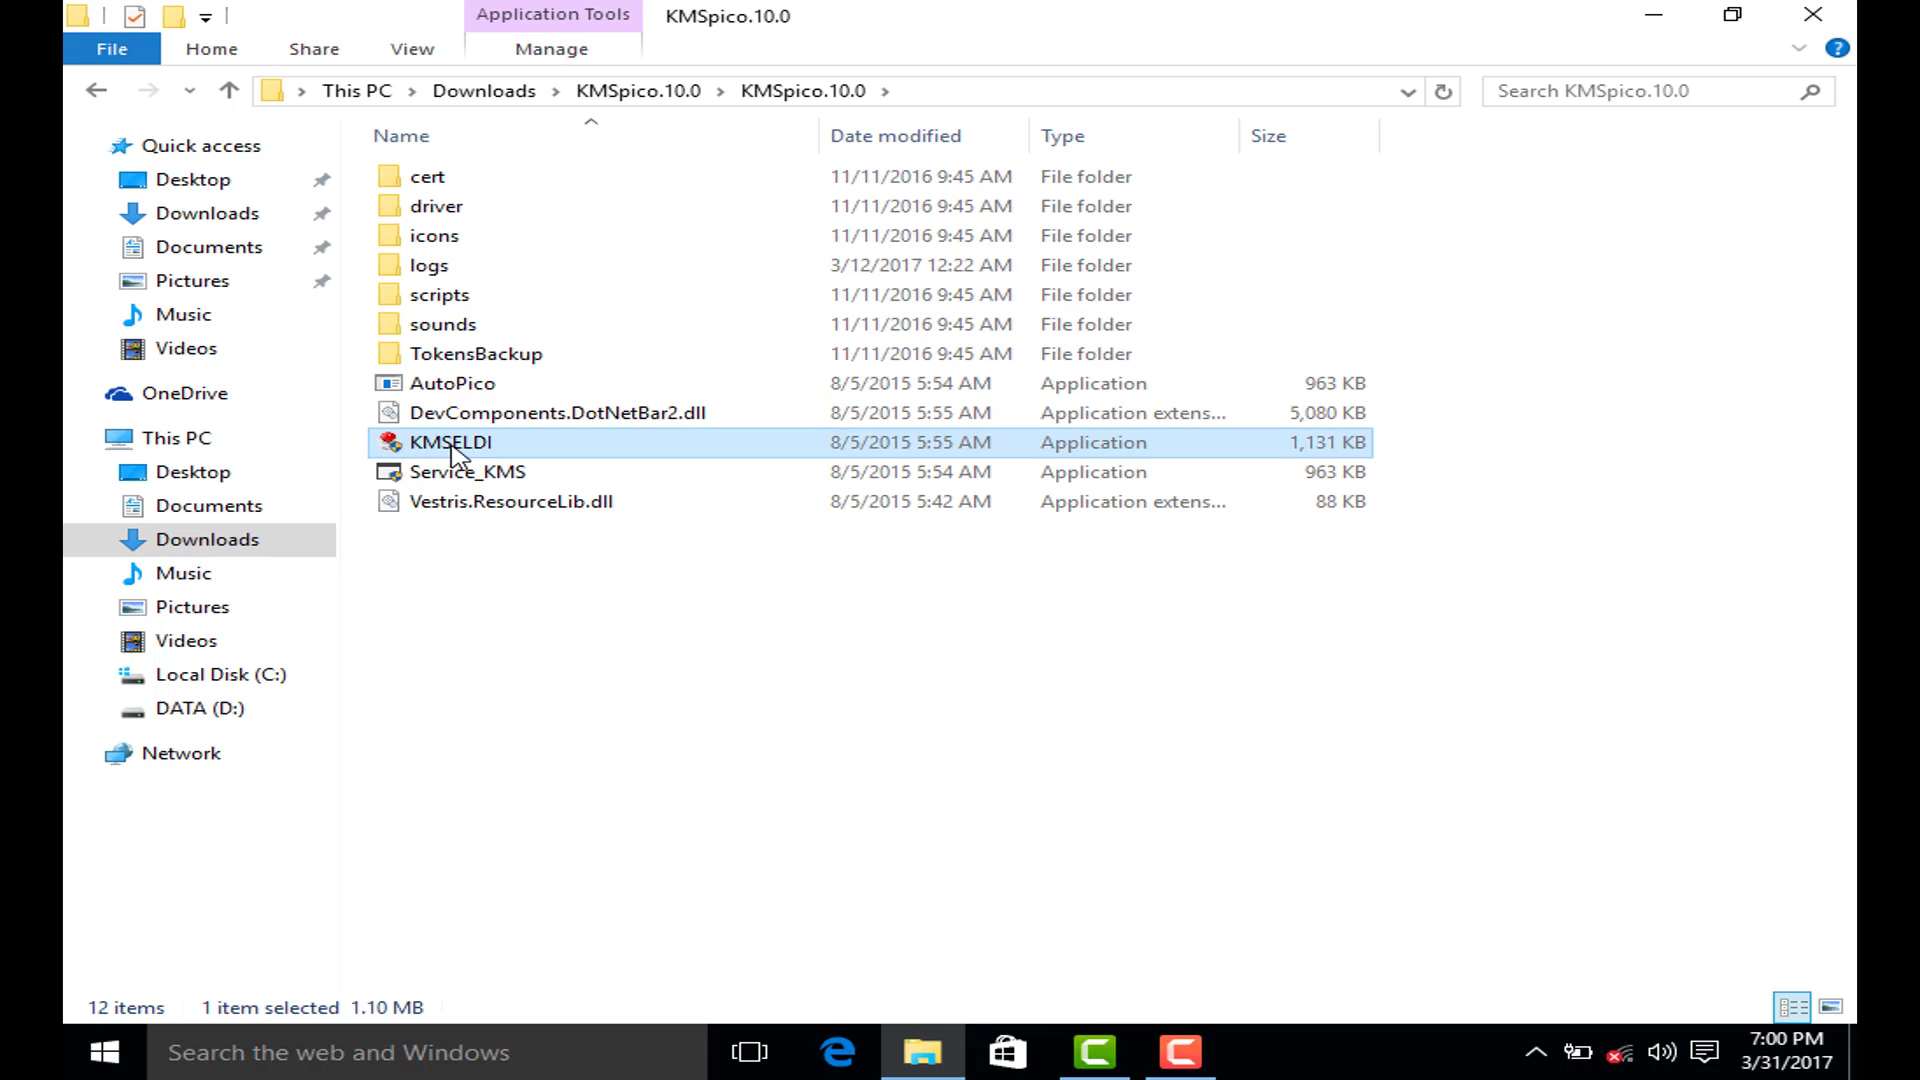 Application Tools KMSpico.10.0
File Home Share View Manage
This PC Downloads KMSpico.10.0 KMSpico.10.0 Search KMSpico.10.0
Name Date modified Type Size
Quick access
Desktop
Downloads
Documents
Pictures
Music
Videos
OneDrive
This PC
Desktop
Documents
Downloads
Music
Pictures
Videos
Local Disk (C:)
DATA (D:)
Network
cert 11/11/2016 9:45 AM File folder
driver 11/11/2016 9:45 AM File folder
icons 11/11/2016 9:45 AM File folder
logs 3/12/2017 12:22 AM File folder
scripts 11/11/2016 9:45 AM File folder
sounds 11/11/2016 9:45 AM File folder
TokensBackup 11/11/2016 9:45 AM File folder
AutoPico 8/5/2015 5:54 AM Application 963 KB
DevComponents.DotNetBar2.dll 8/5/2015 5:55 AM Application extens... 5,080 KB
KMSELDI 8/5/2015 5:55 AM Application 1,131 KB
Service_KMS 8/5/2015 5:54 AM Application 963 KB
Vestris.ResourceLib.dll 8/5/2015 5:42 AM Application extens... 88 KB
12 items 1 item selected 1.10 MB
Search the web and Windows
7:00 PM
3/31/2017